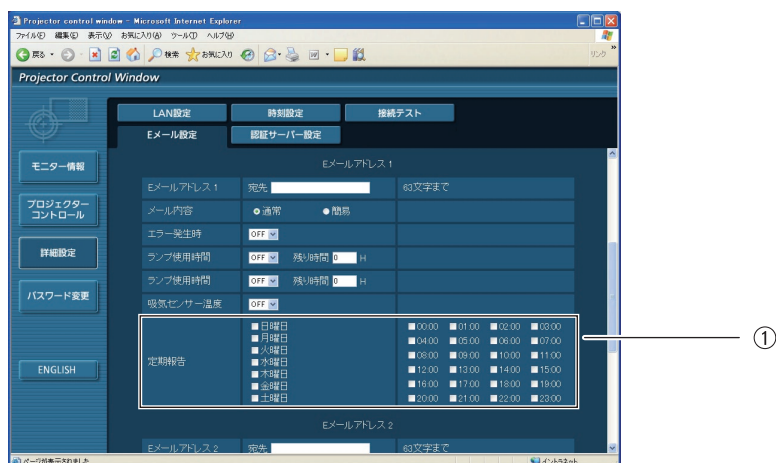 Projector control window - Microsoft Internet Explorer
ファイル(F) 編集(E) 表示(V) お気に入り(A) ツール(T) ヘルプ(H)
戻る 検索 お気に入り リンク »
Projector Control Window
LAN設定 時刻設定 接続テスト
Eメール設定 認証サーバー設定
モニター情報
プロジェクター
コントロール
詳細設定
パスワード変更
ENGLISH
Eメールアドレス 1
Eメールアドレス 1 宛先 63文字まで
メール内容 通常 簡易
エラー発生時 OFF
ランプ使用時間 OFF 残り時間 0 H
ランプ使用時間 OFF 残り時間 0 H
吸気センサー温度 OFF
定期報告
日曜日 00:00 01:00 02:00 03:00
月曜日 04:00 05:00 06:00 07:00
火曜日 08:00 09:00 10:00 11:00
水曜日 12:00 13:00 14:00 15:00
木曜日 16:00 17:00 18:00 19:00
金曜日 20:00 21:00 22:00 23:00
土曜日
①
Eメールアドレス 2
Eメールアドレス 2 宛先 63文字まで
ページが表示されました イントラネット